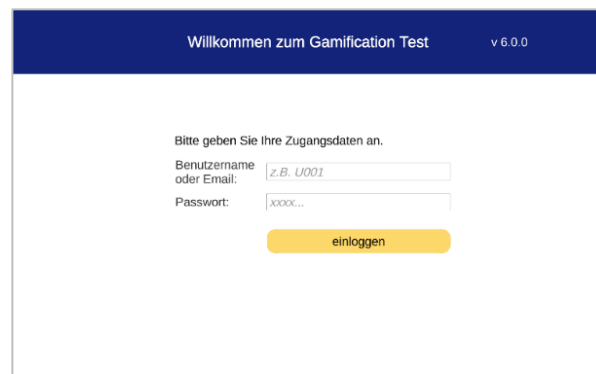 Willkommen zum Gamification Test v 6.0.0
Bitte geben Sie Ihre Zugangsdaten an.
Benutzername
oder Email:
z.B. U001
Passwort:
xxxx...
einloggen